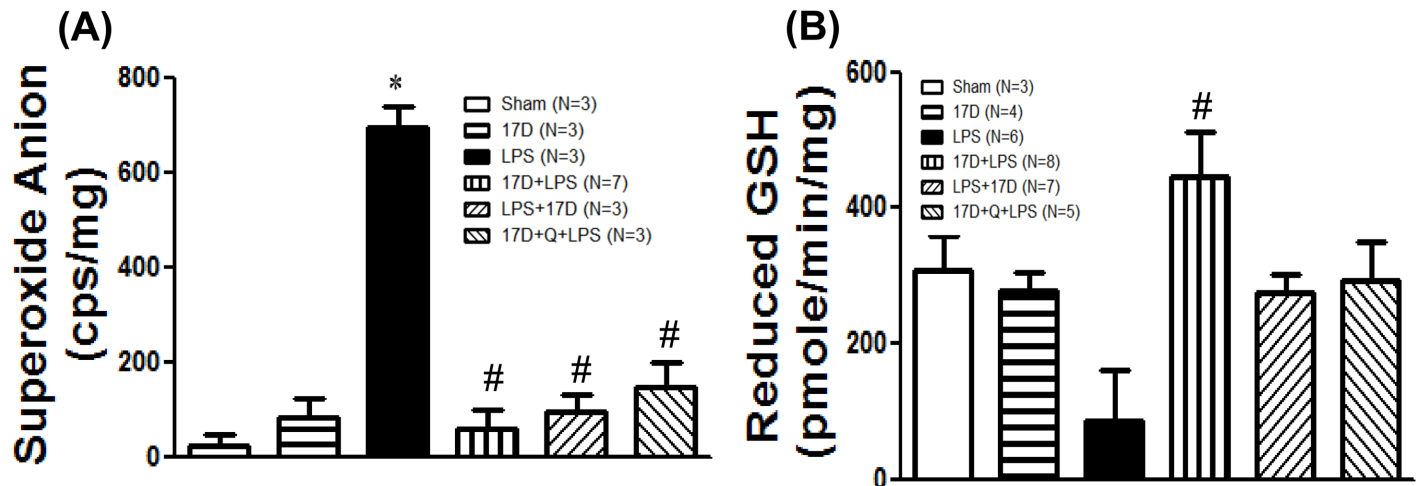 (A)
Superoxide Anion
(cps/mg)
800
600
400
200
0
*
#
#
#
Sham (N=3)
17D (N=3)
LPS (N=3)
17D+LPS (N=7)
LPS+17D (N=3)
17D+Q+LPS (N=3)
(B)
Reduced GSH
(pmole/min/mg)
600
400
200
0
#
Sham (N=3)
17D (N=4)
LPS (N=6)
17D+LPS (N=8)
LPS+17D (N=7)
17D+Q+LPS (N=5)